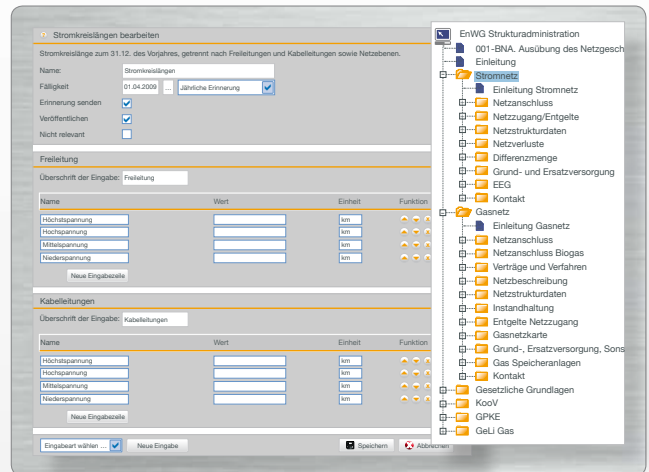 Stromkreislängen bearbeiten
Stromkreislänge zum 31.12. des Vorjahres, getrennt nach Freileitungen und Kabelleitungen sowie Netzebenen.
Name: Stromkreislängen
Fälligkeit 01.04.2009 ... Jährliche Erinnerung
Erinnerung senden
Veröffentlichen
Nicht relevant
Freileitung
Überschrift der Eingabe: Freileitung
Name Wert Einheit Funktion
Höchstspannung km
Hochspannung km
Mittelspannung km
Niederspannung km
Neue Eingabezeile
Kabelleitungen
Überschrift der Eingabe: Kabelleitungen
Name Wert Einheit Funktion
Höchstspannung km
Hochspannung km
Mittelspannung km
Niederspannung km
Neue Eingabezeile
Eingabeart wählen ... Neue Eingabe Speichern Abbrechen
EnWG Strukturadministration
001-BNA. Ausübung des Netzgesch
Einleitung
Stromnetz
Einleitung Stromnetz
Netzanschluss
Netzzugang/Entgelte
Netzstrukturdaten
Netzverluste
Differenzmenge
Grund- und Ersatzversorgung
EEG
Kontakt
Gasnetz
Einleitung Gasnetz
Netzanschluss
Netzanschluss Biogas
Verträge und Verfahren
Netzbeschreibung
Netzstrukturdaten
Instandhaltung
Entgelte Netzzugang
Gasnetzkarte
Grund-, Ersatzversorgung, Sons
Gas Speicheranlagen
Kontakt
Gesetzliche Grundlagen
KooV
GPKE
GeLi Gas